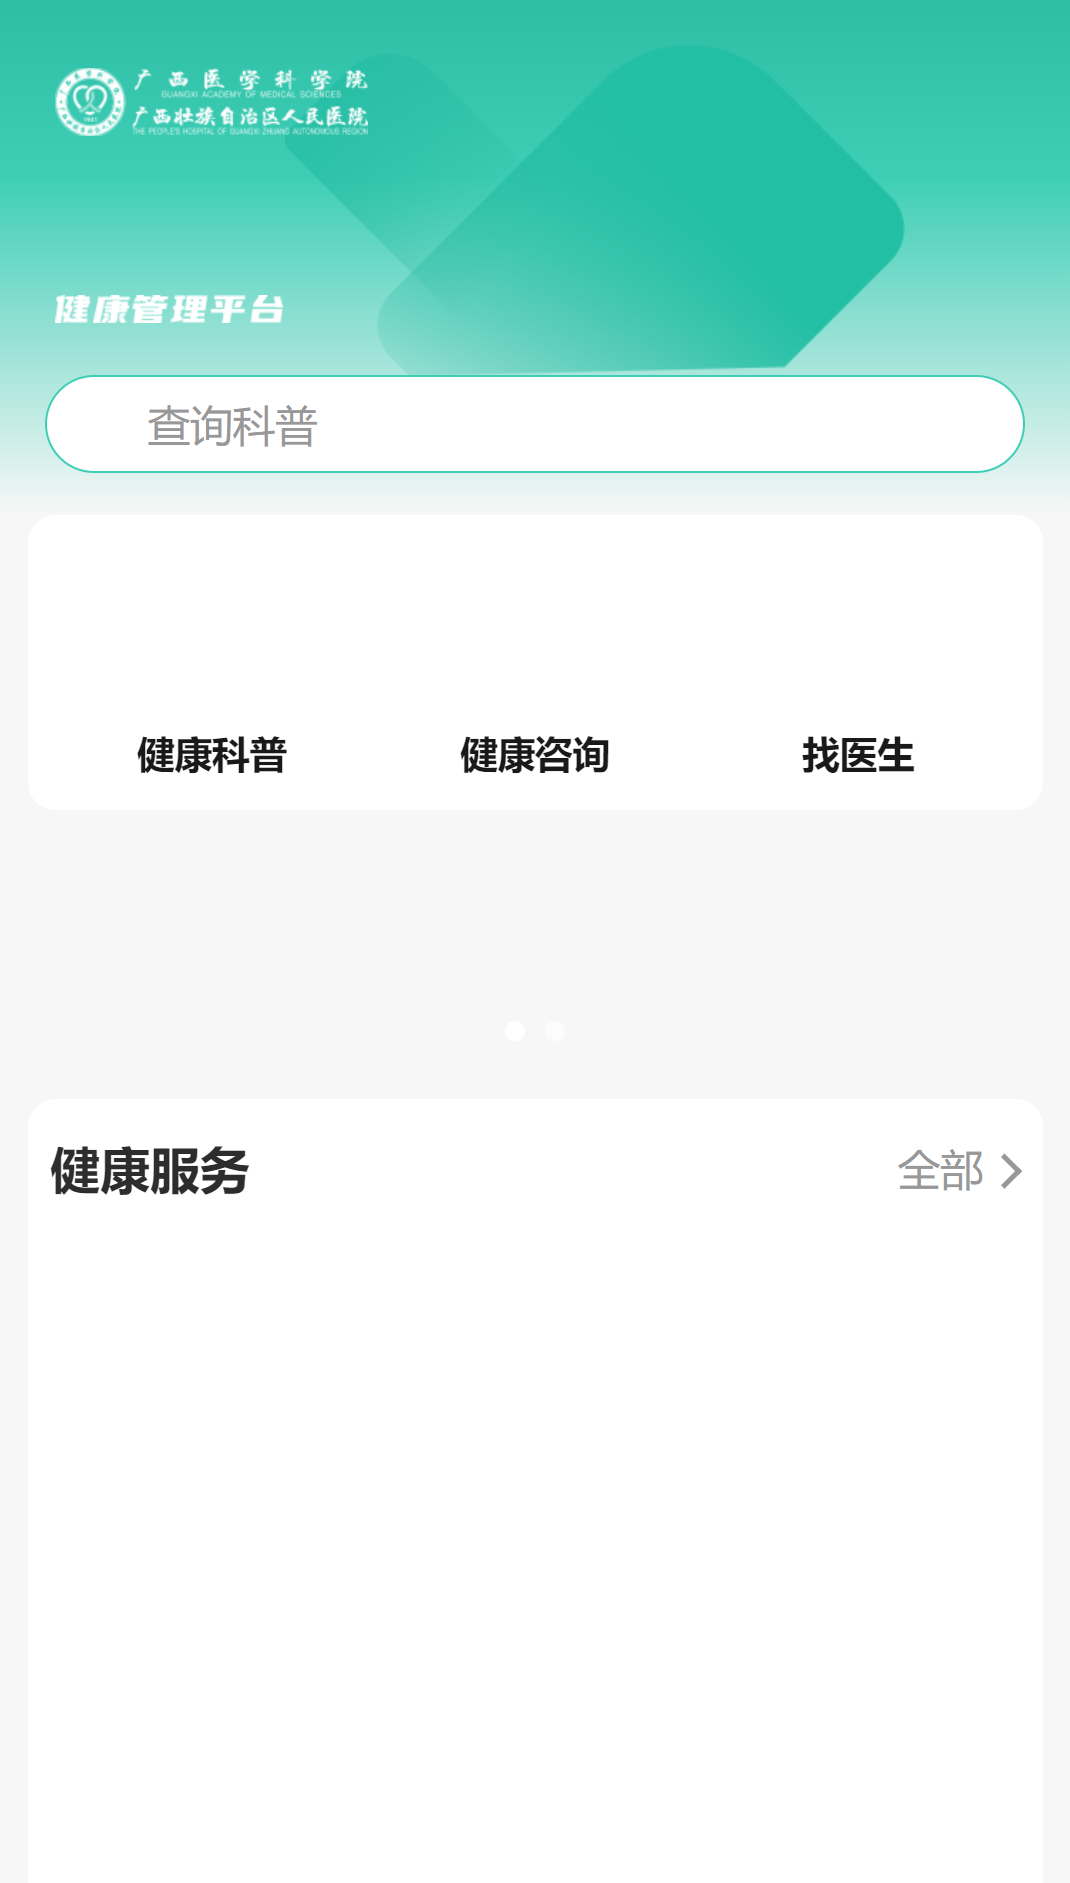 广西医学科学院
GUANGXI ACADEMY OF MEDICAL SCIENCES
广西壮族自治区人民医院
THE PEOPLE'S HOSPITAL OF GUANGXI ZHUANG AUTONOMOUS REGION
健康管理平台
查询科普
健康科普 健康咨询 找医生
健康服务 全部